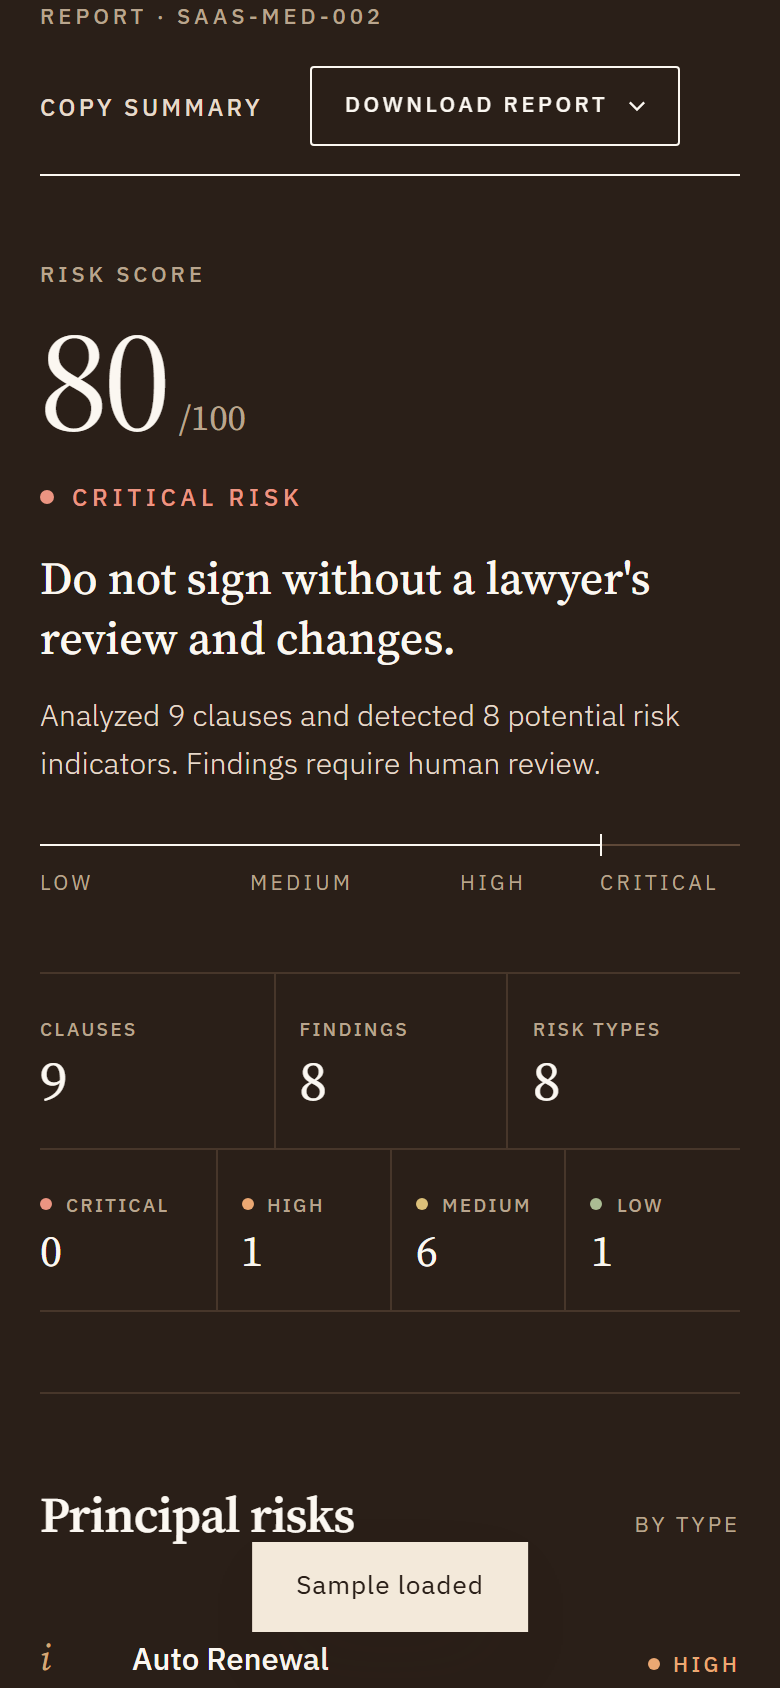 REPORT · SAAS-MED-002
COPY SUMMARY
DOWNLOAD REPORT
RISK SCORE
80 /100
CRITICAL RISK
Do not sign without a lawyer's
review and changes.
Analyzed 9 clauses and detected 8 potential risk
indicators. Findings require human review.
LOW MEDIUM HIGH CRITICAL
CLAUSES FINDINGS RISK TYPES
9 8 8
CRITICAL HIGH MEDIUM LOW
0 1 6 1
Principal risks BY TYPE
Sample loaded
i Auto Renewal HIGH